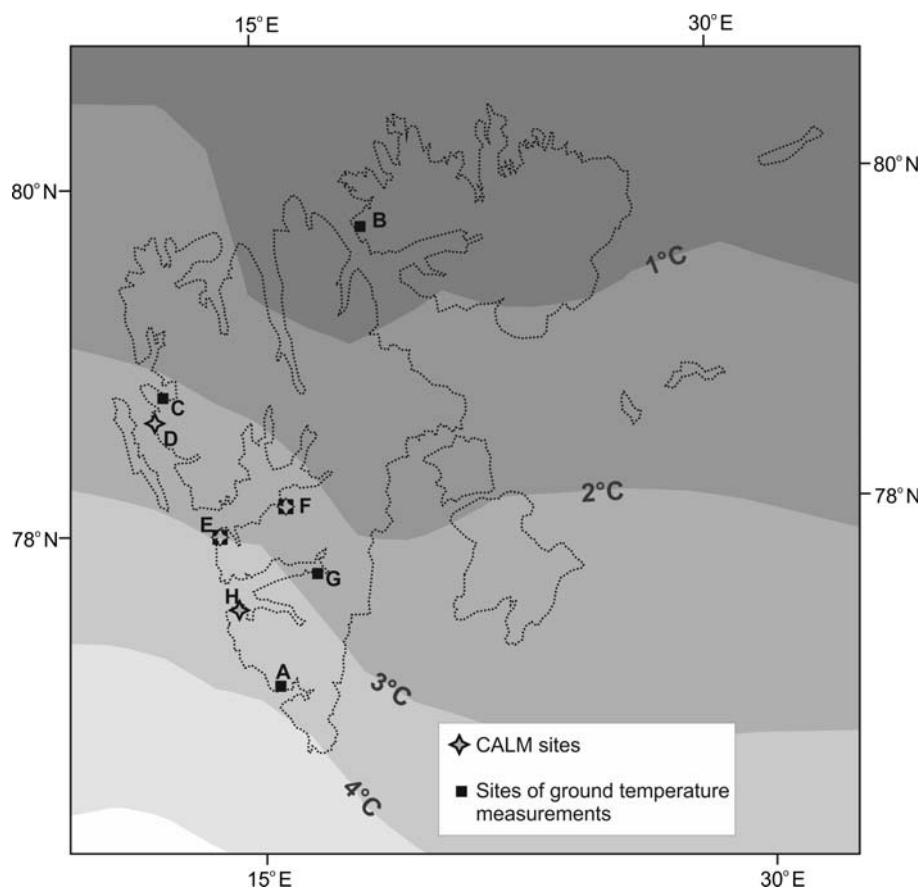 15°E 30°E
80°N 80°N
B
1°C
C
D
2°C 78°N
E F
78°N
G
H
A
3°C
4°C
CALM sites
Sites of ground temperature
measurements
15°E 30°E